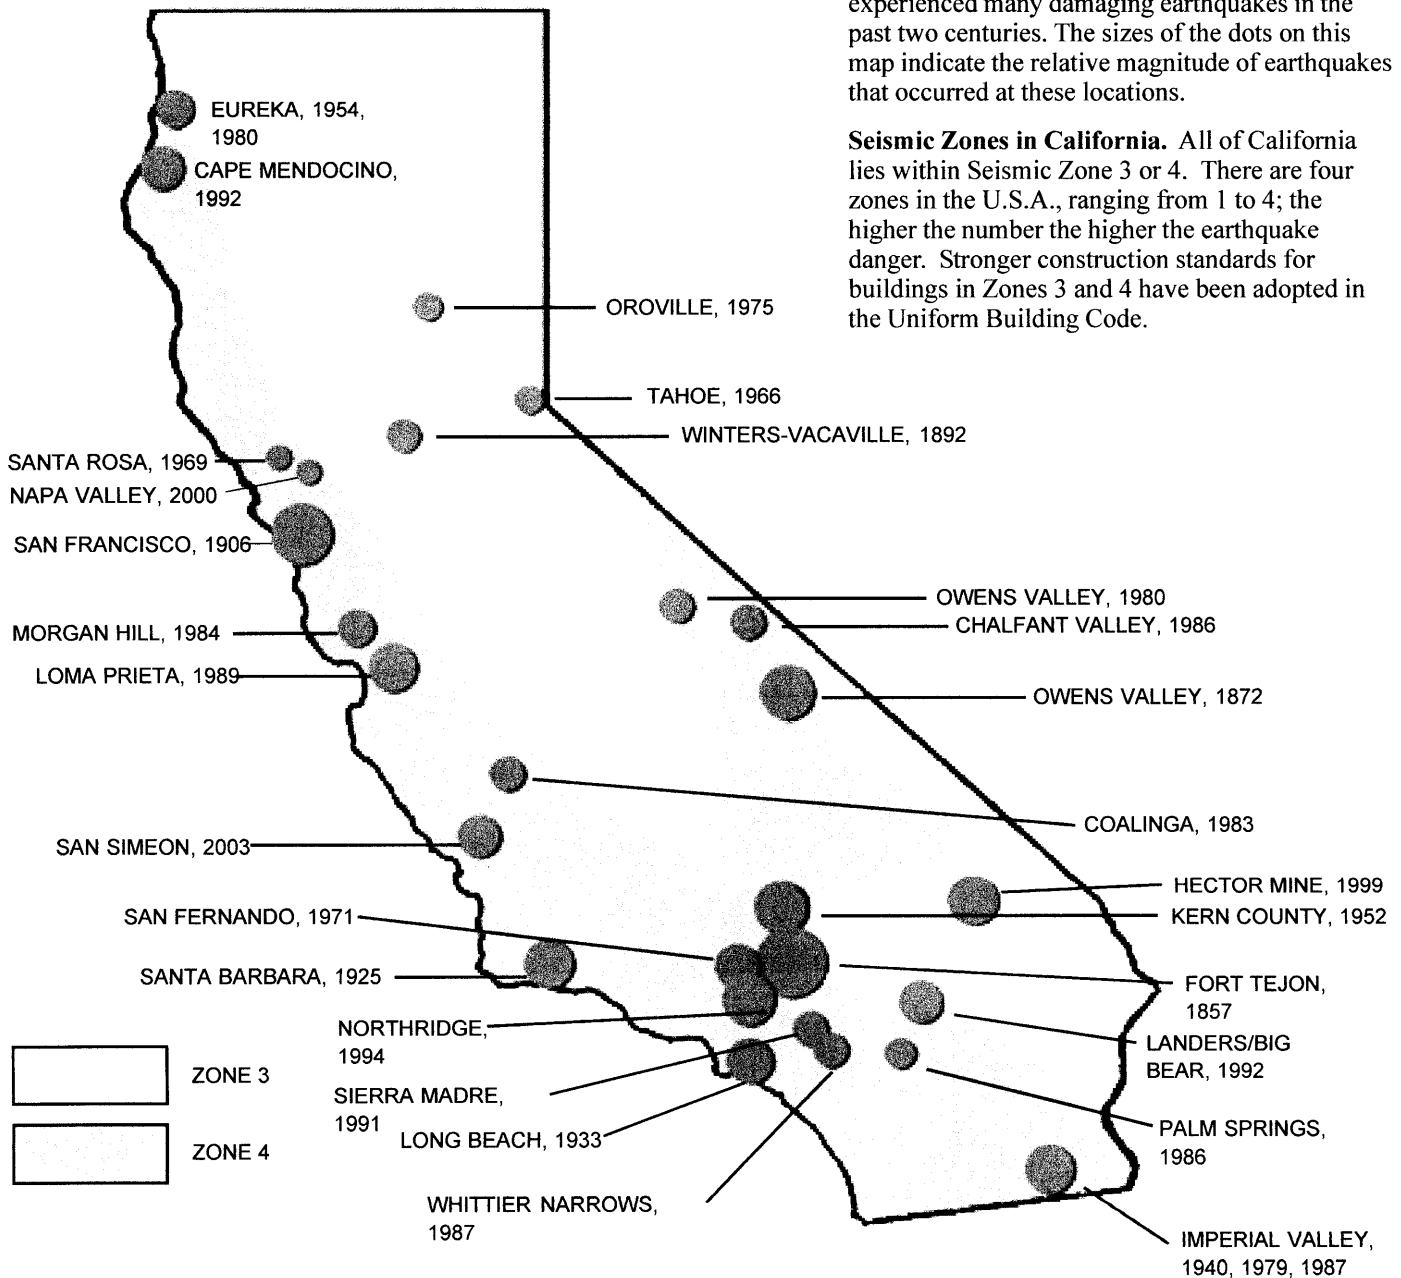 experienced many damaging earthquakes in the
past two centuries. The sizes of the dots on this
map indicate the relative magnitude of earthquakes
that occurred at these locations.
Seismic Zones in California. All of California
lies within Seismic Zone 3 or 4. There are four
zones in the U.S.A., ranging from 1 to 4; the
higher the number the higher the earthquake
danger. Stronger construction standards for
buildings in Zones 3 and 4 have been adopted in
the Uniform Building Code.
EUREKA, 1954,
1980
CAPE MENDOCINO,
1992
OROVILLE, 1975
TAHOE, 1966
WINTERS-VACAVILLE, 1892
SANTA ROSA, 1969
NAPA VALLEY, 2000
SAN FRANCISCO, 1906
OWENS VALLEY, 1980
CHALFANT VALLEY, 1986
MORGAN HILL, 1984
LOMA PRIETA, 1989
OWENS VALLEY, 1872
COALINGA, 1983
SAN SIMEON, 2003
HECTOR MINE, 1999
KERN COUNTY, 1952
SAN FERNANDO, 1971
SANTA BARBARA, 1925
FORT TEJON,
1857
NORTHRIDGE,
1994
LANDERS/BIG
BEAR, 1992
ZONE 3
SIERRA MADRE,
1991
LONG BEACH, 1933
PALM SPRINGS,
1986
ZONE 4
WHITTIER NARROWS,
1987
IMPERIAL VALLEY,
1940, 1979, 1987